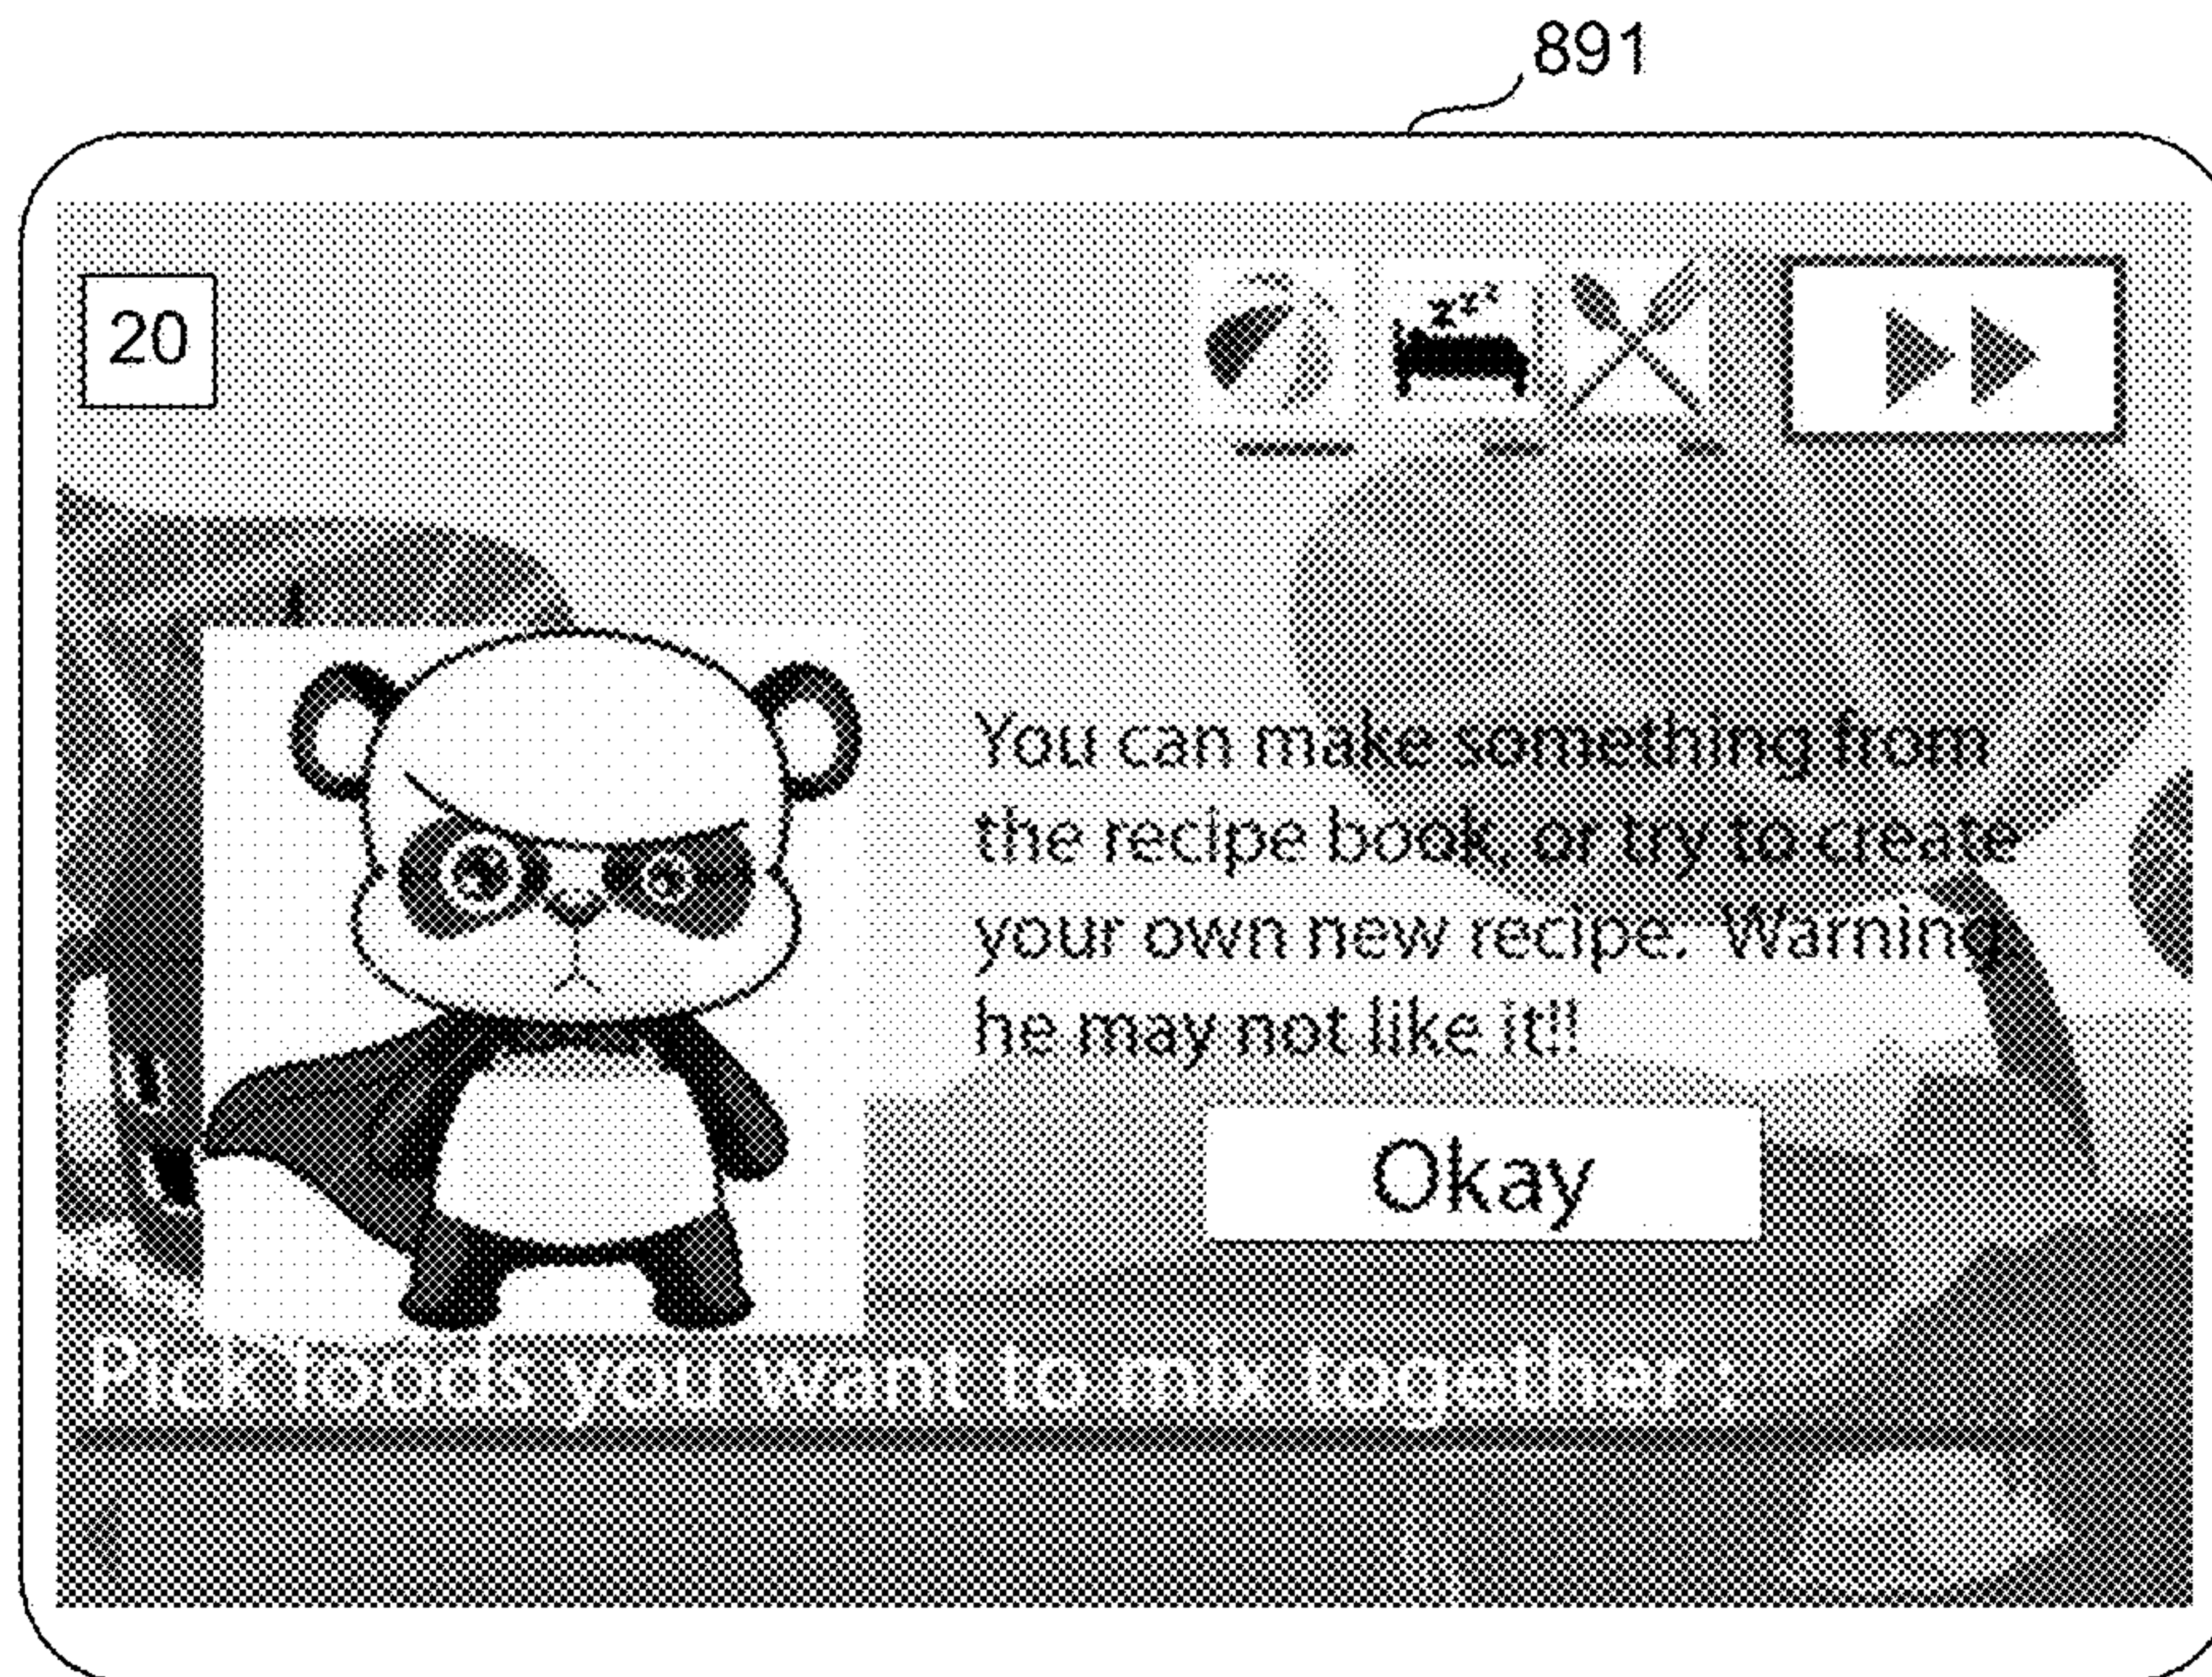 891
20
zzz
You can make something from
the recipe book, or try to create
your own new recipe. Warning
he may not like it!!
Okay
Pick foods you want to mix together: